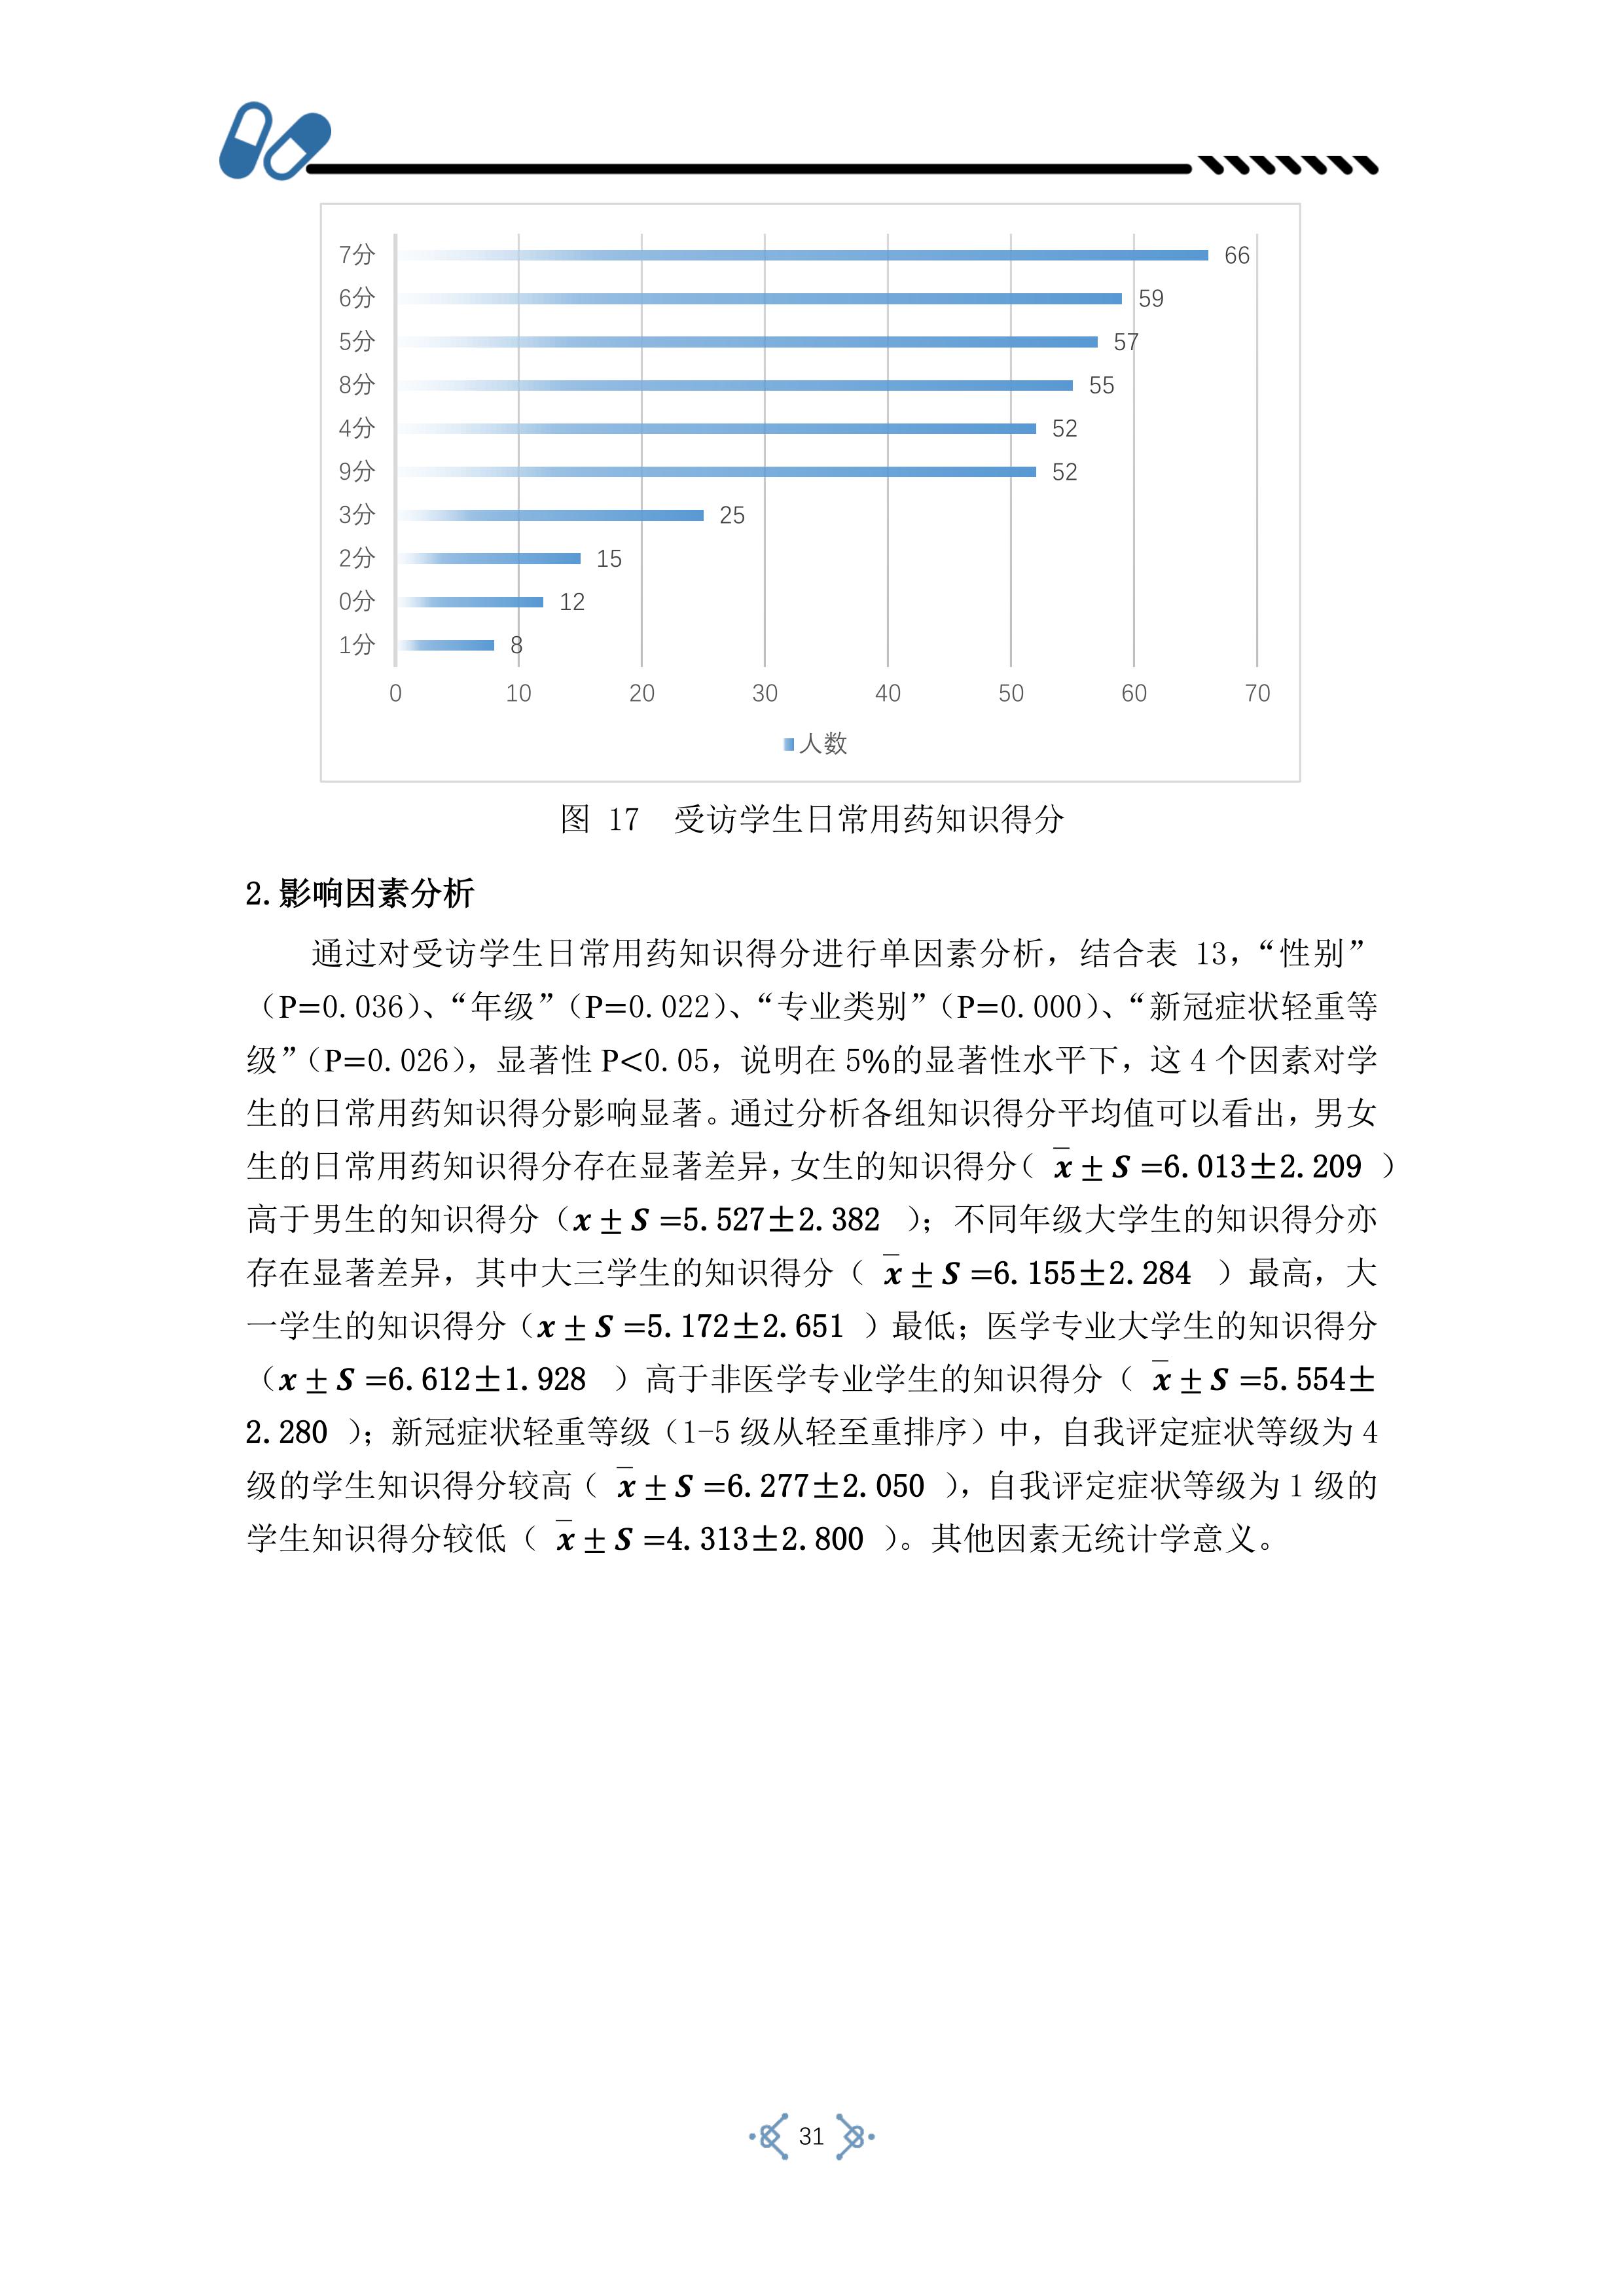 7分 66
6分 59
5分 57
8分 55
4分 52
9分 52
3分 25
2分 15
0分 12
1分 8
0 10 20 30 40 50 60 70
人数
图 17 受访学生日常用药知识得分
2.影响因素分析
通过对受访学生日常用药知识得分进行单因素分析，结合表 13，“性别”
（P=0.036）、“年级”（P=0.022）、“专业类别”（P=0.000）、“新冠症状轻重等
级”（P=0.026），显著性 P<0.05，说明在 5%的显著性水平下，这 4 个因素对学
生的日常用药知识得分影响显著。通过分析各组知识得分平均值可以看出，男女
生的日常用药知识得分存在显著差异，女生的知识得分（ x̄ ± S =6.013±2.209 ）
高于男生的知识得分（x ± S =5.527±2.382 ）；不同年级大学生的知识得分亦
存在显著差异，其中大三学生的知识得分（ x̄ ± S =6.155±2.284 ）最高，大
一学生的知识得分（x ± S =5.172±2.651 ）最低；医学专业大学生的知识得分
（x ± S =6.612±1.928 ）高于非医学专业学生的知识得分（ x̄ ± S =5.554±
2.280 ）；新冠症状轻重等级（1-5 级从轻至重排序）中，自我评定症状等级为 4
级的学生知识得分较高（ x̄ ± S =6.277±2.050 ），自我评定症状等级为 1 级的
学生知识得分较低（ x̄ ± S =4.313±2.800 ）。其他因素无统计学意义。
31